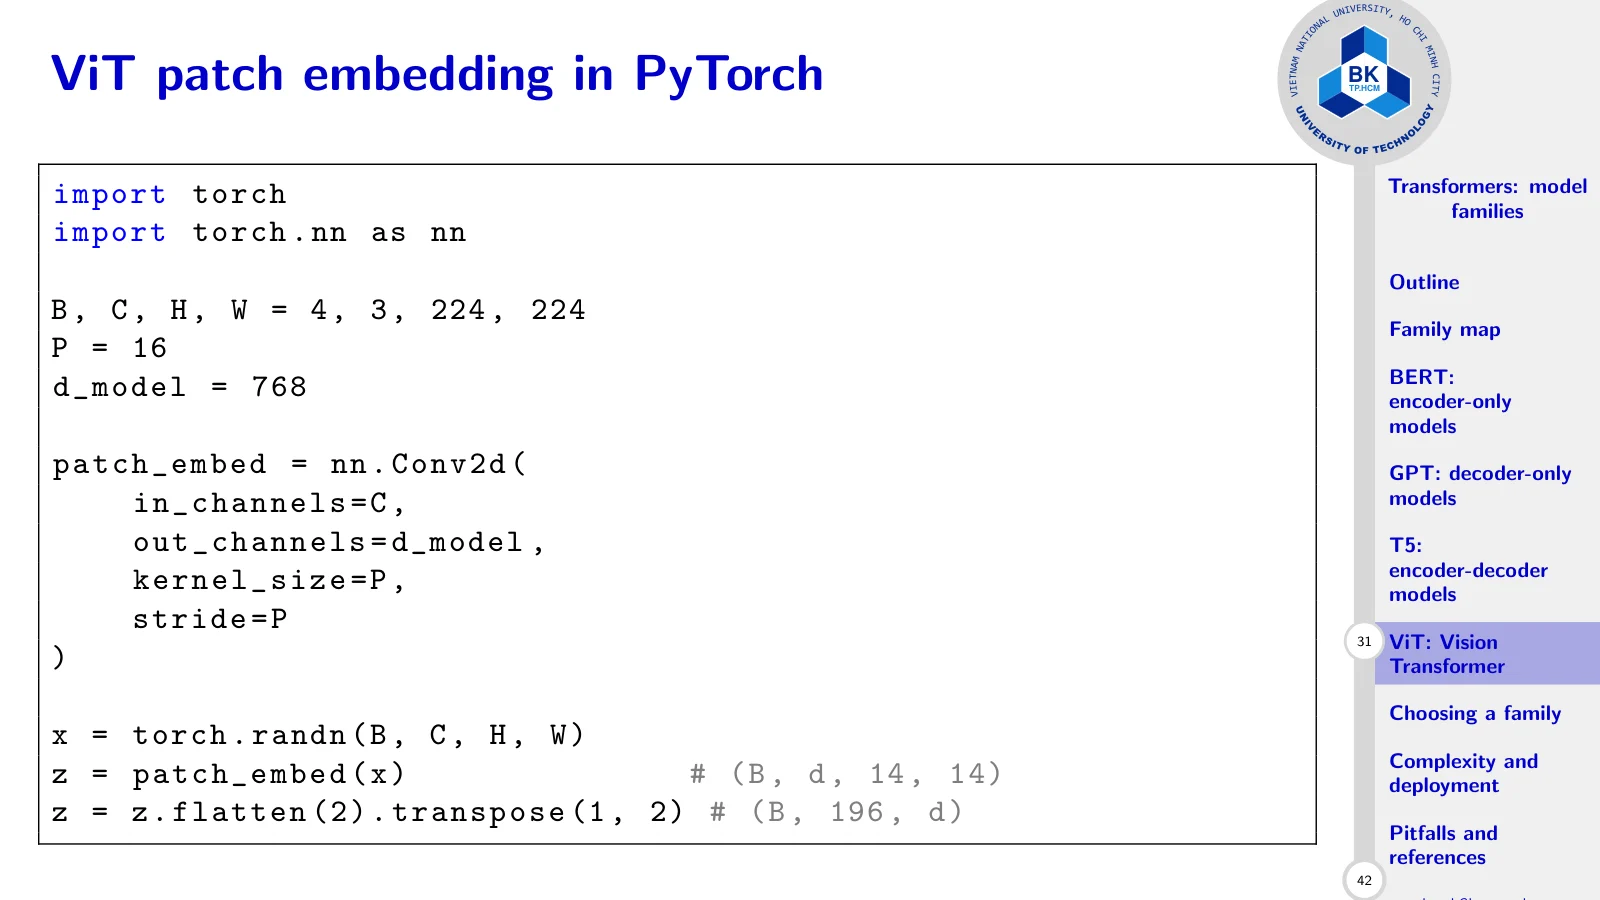 ViT patch embedding in PyTorch
import torch
import torch.nn as nn
B, C, H, W = 4, 3, 224, 224
P = 16
d_model = 768
patch_embed = nn.Conv2d(
    in_channels=C,
    out_channels=d_model,
    kernel_size=P,
    stride=P
)
x = torch.randn(B, C, H, W)
z = patch_embed(x)              # (B, d, 14, 14)
z = z.flatten(2).transpose(1, 2) # (B, 196, d)
VIETNAM NATIONAL UNIVERSITY, HO CHI MINH CITY
BK
TP.HCM
UNIVERSITY OF TECHNOLOGY
Transformers: model
families
Outline
Family map
BERT:
encoder-only
models
GPT: decoder-only
models
T5:
encoder-decoder
models
31
ViT: Vision
Transformer
Choosing a family
Complexity and
deployment
Pitfalls and
references
42